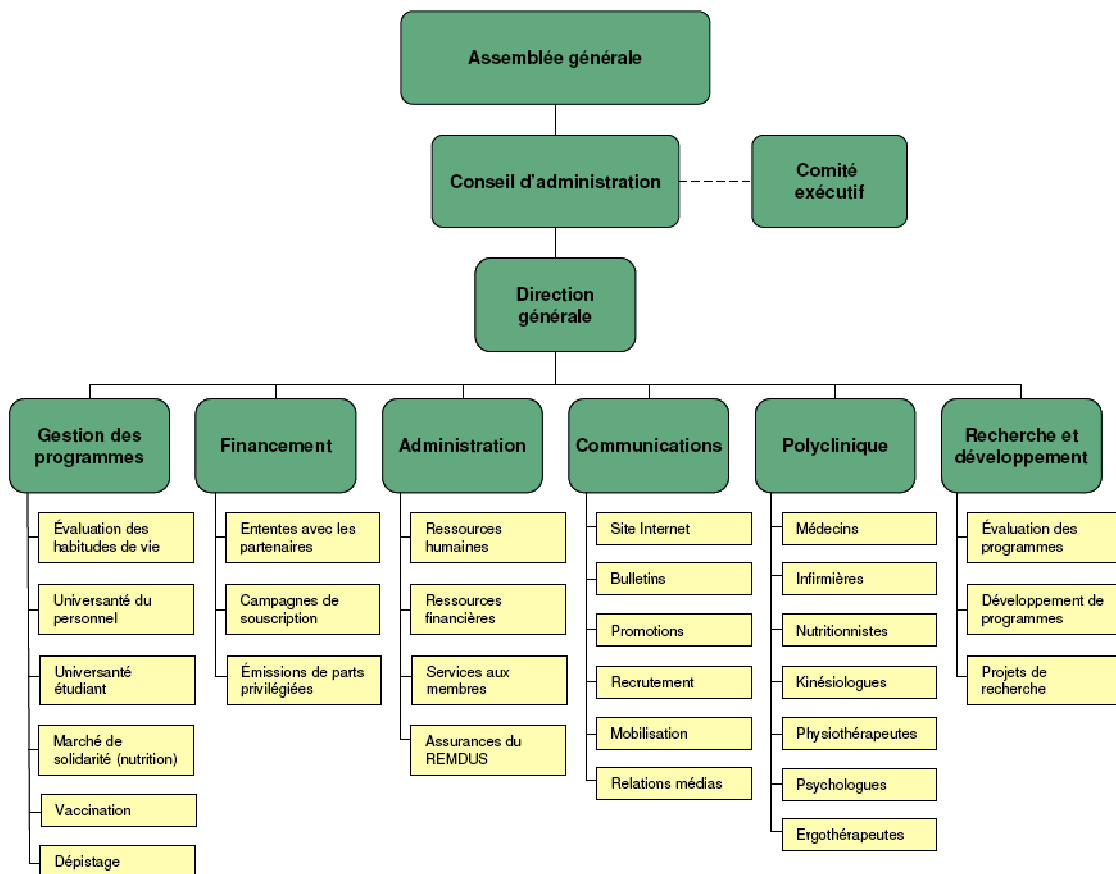 Assemblée générale
Conseil d'administration
Comité
exécutif
Direction
générale
Gestion des
programmes
Financement
Administration
Communications
Polyclinique
Recherche et
développement
Évaluation des
habitudes de vie
Universanté du
personnel
Universanté
étudiant
Marché de
solidarité (nutrition)
Vaccination
Dépistage
Ententes avec les
partenaires
Campagnes de
souscription
Émissions de parts
privilégiées
Ressources
humaines
Ressources
financières
Services aux
membres
Assurances du
REMDUS
Site Internet
Bulletins
Promotions
Recrutement
Mobilisation
Relations médias
Médecins
Infirmières
Nutritionnistes
Kinésiologues
Physiothérapeutes
Psychologues
Ergothérapeutes
Évaluation des
programmes
Développement de
programmes
Projets de
recherche